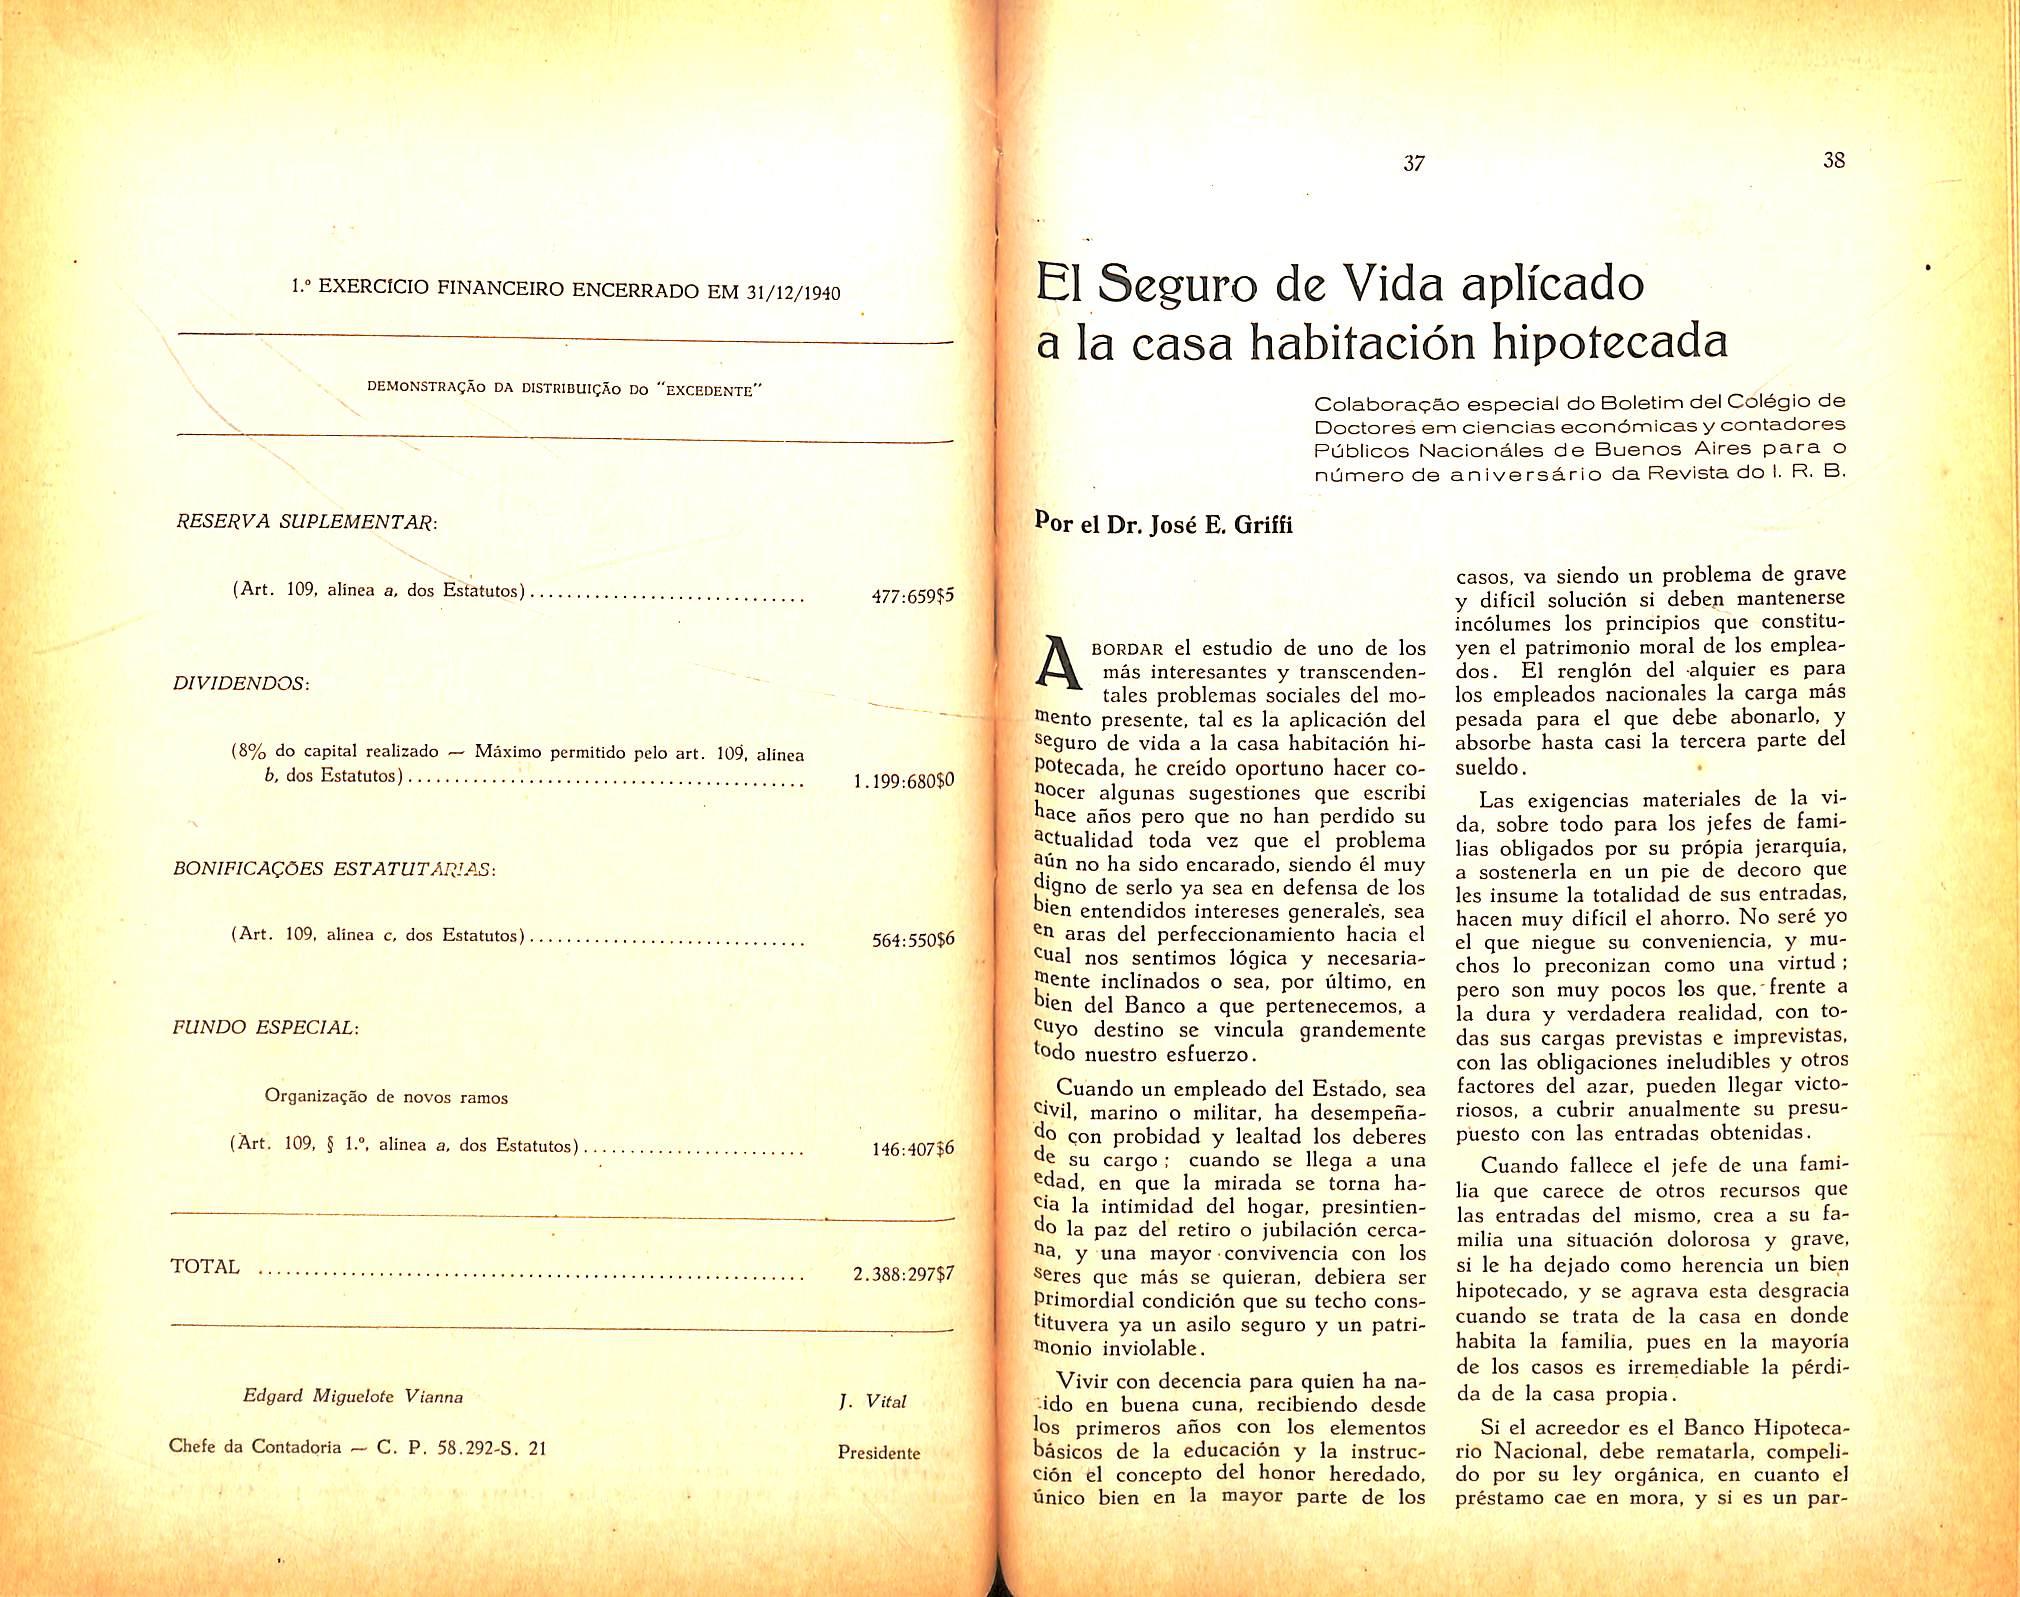 1.º EXERCÍCIO FINANCEIRO ENCERRADO EM 31/12/1940
DEMONSTRAÇÃO DA DISTRIBUIÇÃO DO "EXCEDENTE"
RESERVA SUPLEMENTAR:
(Art. 109, alínea a, dos Estatutos).............................. 477:659$5
DIVIDENDOS:
(8% do capital realizado — Máximo permitido pelo art. 109, alínea
b, dos Estatutos)........................................... 1.199:680$0
BONIFICAÇÕES ESTATUTÁRIAS:
(Art. 109, alínea c, dos Estatutos).............................. 564:550$6
FUNDO ESPECIAL:
Organização de novos ramos
(Art. 109, § 1.º, alínea a, dos Estatutos)........................ 146:407$6
TOTAL ............................................................ 2.388:297$7
Edgard Miguelote Vianna J. Vital
Chefe da Contadoria — C. P. 58.292-S. 21 Presidente
37 38
El Seguro de Vida aplícado
a la casa habitación hipotecada
Colaboração especial do Boletim del Colégio de
Doctores em ciencias económicas y contadores
Públicos Nacionáles de Buenos Aires para o
número de aniversário da Revista do I. R. B.
Por el Dr. José E. Griffi
ABORDAR el estudio de uno de los
más interesantes y transcenden-
tales problemas sociales del mo-
mento presente, tal es la aplicación del
seguro de vida a la casa habitación hi-
potecada, he creído oportuno hacer co-
nocer algunas sugestiones que escribi
hace años pero que no han perdido su
actualidad toda vez que el problema
aún no ha sido encarado, siendo él muy
digno de serlo ya sea en defensa de los
bien entendidos intereses generales, sea
en aras del perfeccionamiento hacia el
cual nos sentimos lógica y necesaria-
mente inclinados o sea, por último, en
bien del Banco a que pertenecemos, a
cuyo destino se vincula grandemente
todo nuestro esfuerzo.
Cuando un empleado del Estado, sea
civil, marino o militar, ha desempeña-
do con probidad y lealtad los deberes
de su cargo; cuando se llega a una
edad, en que la mirada se torna ha-
cia la intimidad del hogar, presintien-
do la paz del retiro o jubilación cerca-
na, y una mayor convivencia con los
seres que más se quieran, debiera ser
primordial condición que su techo cons-
tituvera ya un asilo seguro y un patri-
monio inviolable.
Vivir con decencia para quien ha na-
ido en buena cuna, recibiendo desde
los primeros años con los elementos
básicos de la educación y la instruc-
ción el concepto del honor heredado,
único bien en la mayor parte de los
casos, va siendo un problema de grave
y difícil solución si deben mantenerse
incólumes los principios que constitu-
yen el patrimonio moral de los emplea-
dos. El renglón del alquier es para
los empleados nacionales la carga más
pesada para el que debe abonarlo, y
absorbe hasta casi la tercera parte del
sueldo.
Las exigencias materiales de la vi-
da, sobre todo para los jefes de fami-
lias obligados por su própia jerarquía,
a sostenerla en un pie de decoro que
les insume la totalidad de sus entradas,
hacen muy difícil el ahorro. No seré yo
el que niegue su conveniencia, y mu-
chos lo preconizan como una virtud;
pero son muy pocos los que, frente a
la dura y verdadera realidad, con to-
das sus cargas previstas e imprevistas,
con las obligaciones ineludibles y otros
factores del azar, pueden llegar victo-
riosos, a cubrir anualmente su presu-
puesto con las entradas obtenidas.
Cuando fallece el jefe de una fami-
lia que carece de otros recursos que
las entradas del mismo, crea a su fa-
milia una situación dolorosa y grave,
si le ha dejado como herencia un bien
hipotecado, y se agrava esta desgracia
cuando se trata de la casa en donde
habita la familia, pues en la mayoría
de los casos es irremediable la pérdi-
da de la casa propia.
Si el acreedor es el Banco Hipoteca-
rio Nacional, debe rematarla, compeli-
do por su ley orgánica, en cuanto el
préstamo cae en mora, y si es un par-